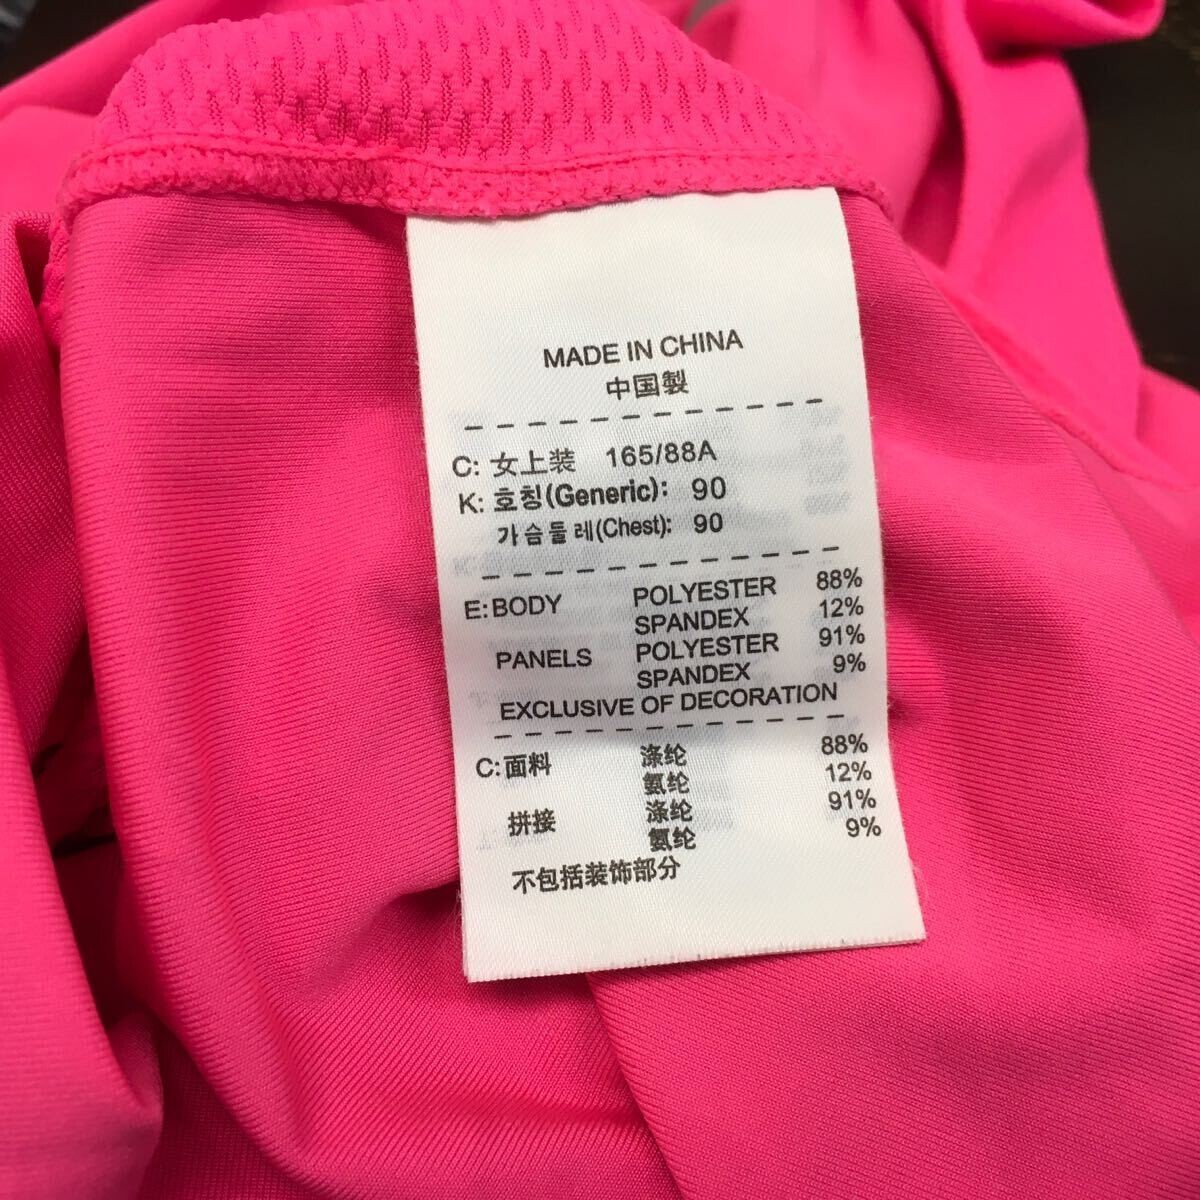 MADE IN CHINA
中国製
C: 女上装 165/88A
K: 호칭(Generic): 90
가슴둘레(Chest): 90
E: BODY POLYESTER 88%
SPANDEX 12%
PANELS POLYESTER 91%
SPANDEX 9%
EXCLUSIVE OF DECORATION
C: 面料 涤纶 88%
氨纶 12%
拼接 涤纶 91%
氨纶 9%
不包括装饰部分